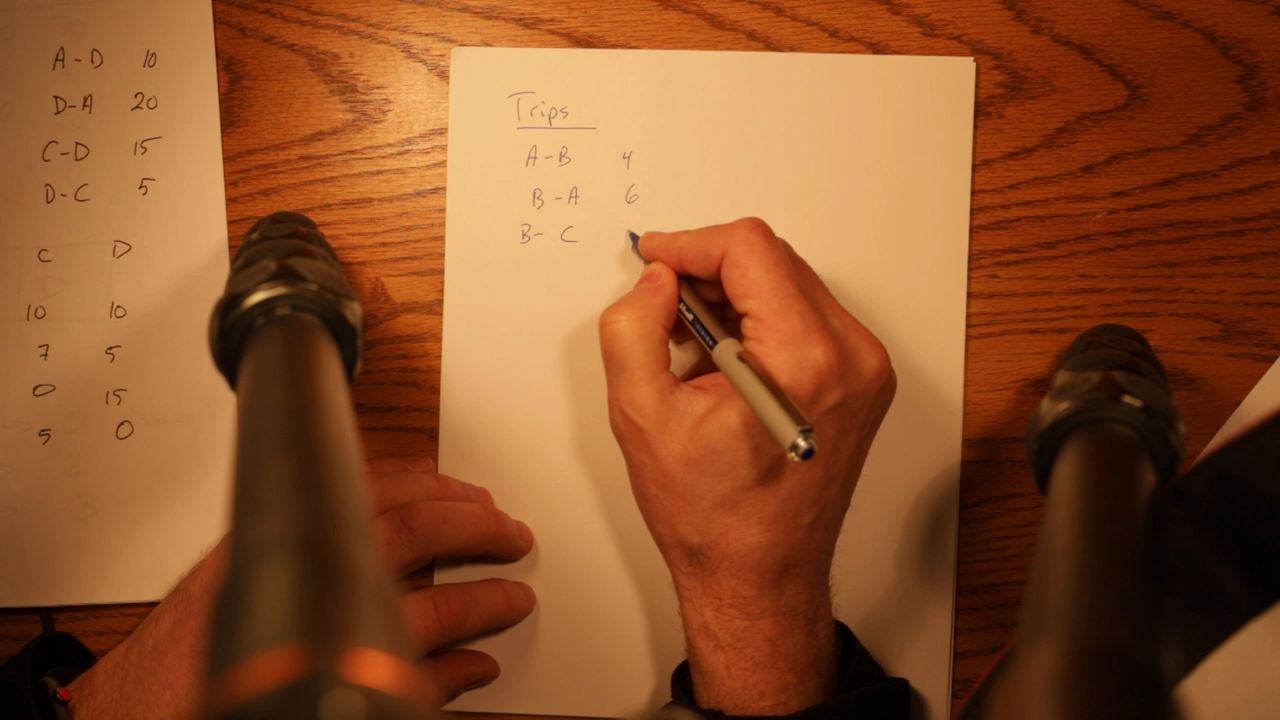 A-D 10
D-A 20
C-D 15
D-C 5
C D
10 10
7 5
0 15
5 0
Trips
A-B 4
B-A 6
B-C